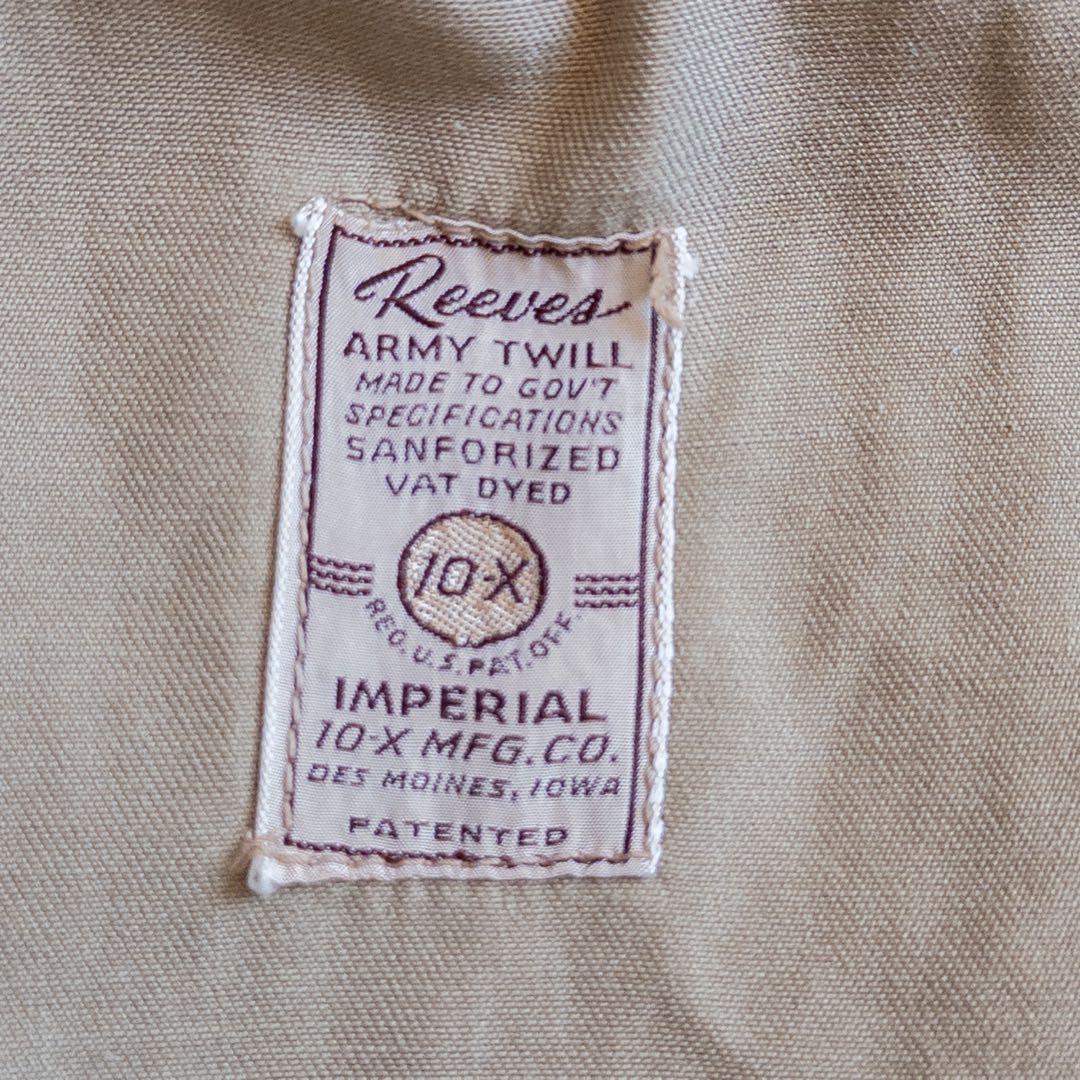 Reeves
ARMY TWILL
MADE TO GOV'T
SPECIFICATIONS
SANFORIZED
VAT DYED
10-X
REG. U.S. PAT. OFF.
IMPERIAL
10-X MFG. CO.
DES MOINES, IOWA
PATENTED